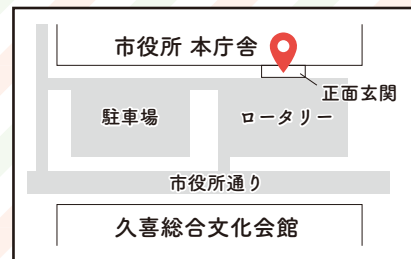 市役所 本庁舎
正面玄関
駐車場
ロータリー
市役所通り
久喜総合文化会館